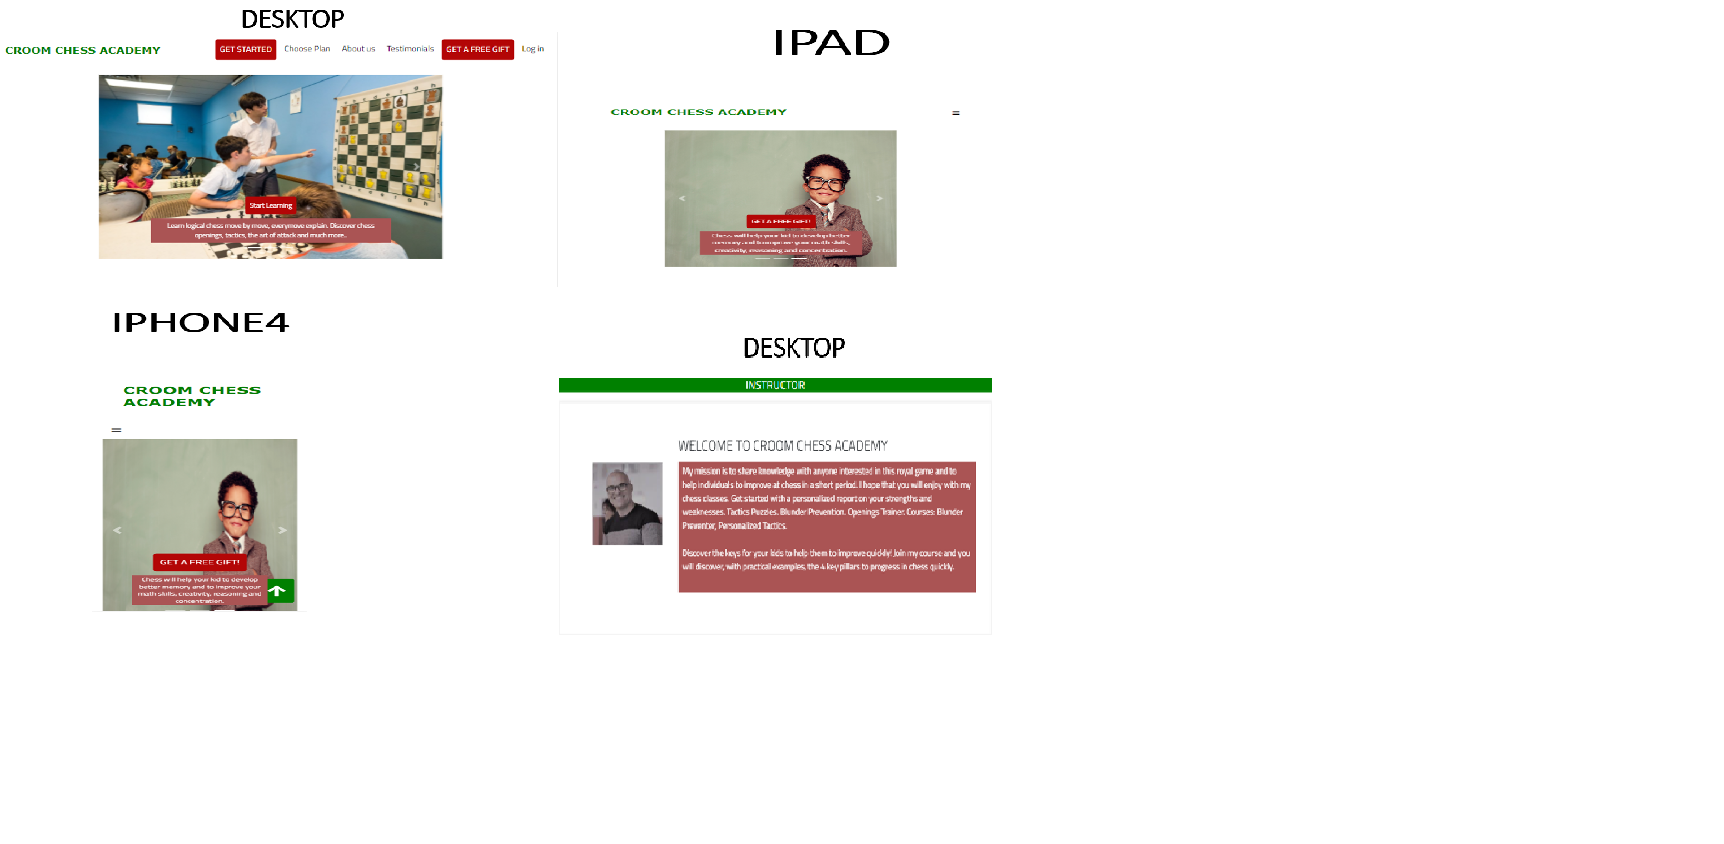 DESKTOP
CROOM CHESS ACADEMY
GET STARTED Choose Plan About us Testimonials GET A FREE GIFT Log in
Start Learning
Learn logical chess move by move, everymove explain. Discover chess
openings, tactics, the art of attack and much more..
IPAD
CROOM CHESS ACADEMY
GET A FREE GIFT!
Chess will help your kid to develop better
memory and to improve your math skills,
creativity, reasoning and concentration.
IPHONE4
CROOM CHESS
ACADEMY
GET A FREE GIFT!
Chess will help your kid to develop
better memory and to improve your
math skills, creativity, reasoning and
concentration.
DESKTOP
INSTRUCTOR
WELCOME TO CROOM CHESS ACADEMY
My mission is to share knowledge with anyone interested in this royal game and to
help individuals to improve at chess in a short period. I hope that you will enjoy with my
chess classes. Get started with a personalized report on your strengths and
weaknesses. Tactics Puzzles. Blunder Prevention. Openings Trainer. Courses: Blunder
Preventer, Personalized Tactics.
Discover the keys for your kids to help them to improve quickly! Join my course and you
will discover, with practical examples, the 4 key pillars to progress in chess quickly.